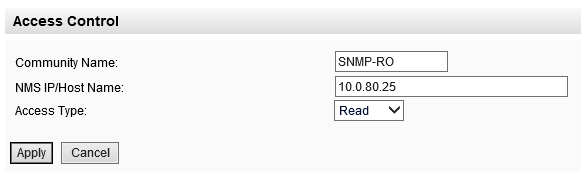 Access Control
Community Name: SNMP-RO
NMS IP/Host Name: 10.0.80.25
Access Type: Read
Apply Cancel